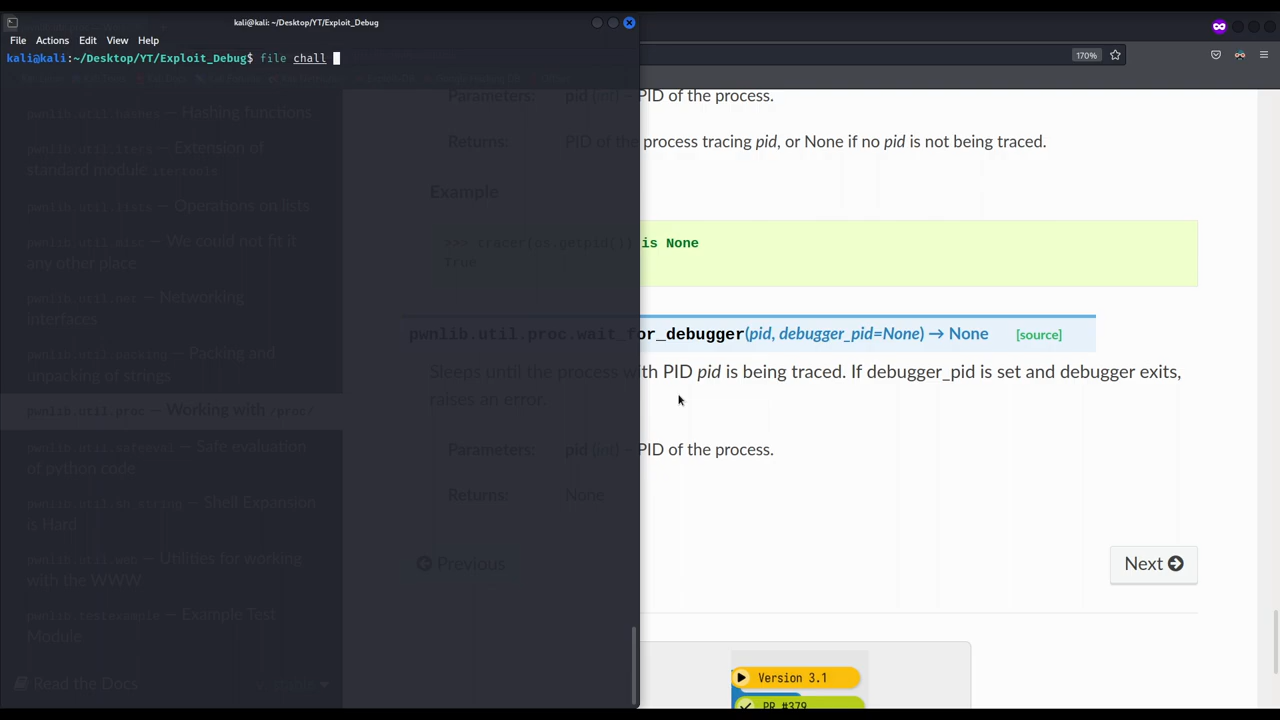 kali@kali: ~/Desktop/YT/Exploit_Debug
File Actions Edit View Help
kali@kali:~/Desktop/YT/Exploit_Debug$ file chall
170%
pwnlib.util.hashes — Hashing functions
pwnlib.util.iters — Extension of
standard module itertools
pwnlib.util.lists — Operations on lists
pwnlib.util.misc — We could not fit it
any other place
pwnlib.util.net — Networking
interfaces
pwnlib.util.packing — Packing and
unpacking of strings
pwnlib.util.proc — Working with /proc/
pwnlib.util.safeeval — Safe evaluation
of python code
pwnlib.util.sh_string — Shell Expansion
is Hard
pwnlib.util.web — Utilities for working
with the WWW
pwnlib.testexample — Example Test
Module
Read the Docs
Parameters: pid (int) – PID of the process.
Returns: PID of the process tracing pid, or None if no pid is not being traced.
Example
>>> tracer(os.getpid()) is None
True
pwnlib.util.proc.wait_for_debugger(pid, debugger_pid=None) → None [source]
Sleeps until the process with PID pid is being traced. If debugger_pid is set and debugger exits,
raises an error.
Parameters: pid (int) – PID of the process.
Returns: None
Previous
Next
Version 3.1
PR #379